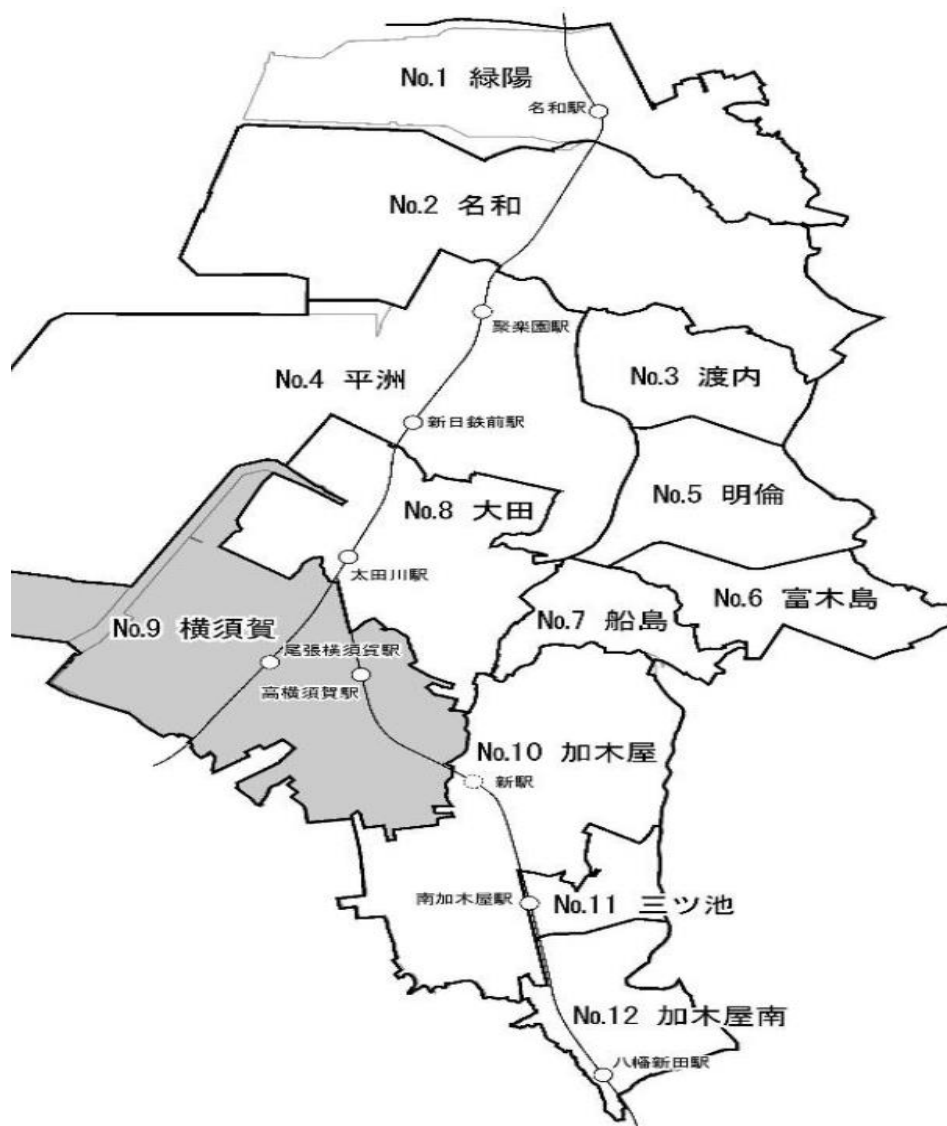 No.1 緑陽
名和駅
No.2 名和
聚楽園駅
No.3 渡内
No.4 平洲
新日鉄前駅
No.5 明倫
No.8 大田
太田川駅
No.6 富木島
No.7 船島
No.9 横須賀
尾張横須賀駅
高横須賀駅
No.10 加木屋
新駅
南加木屋駅
No.11 三ツ池
No.12 加木屋南
八幡新田駅